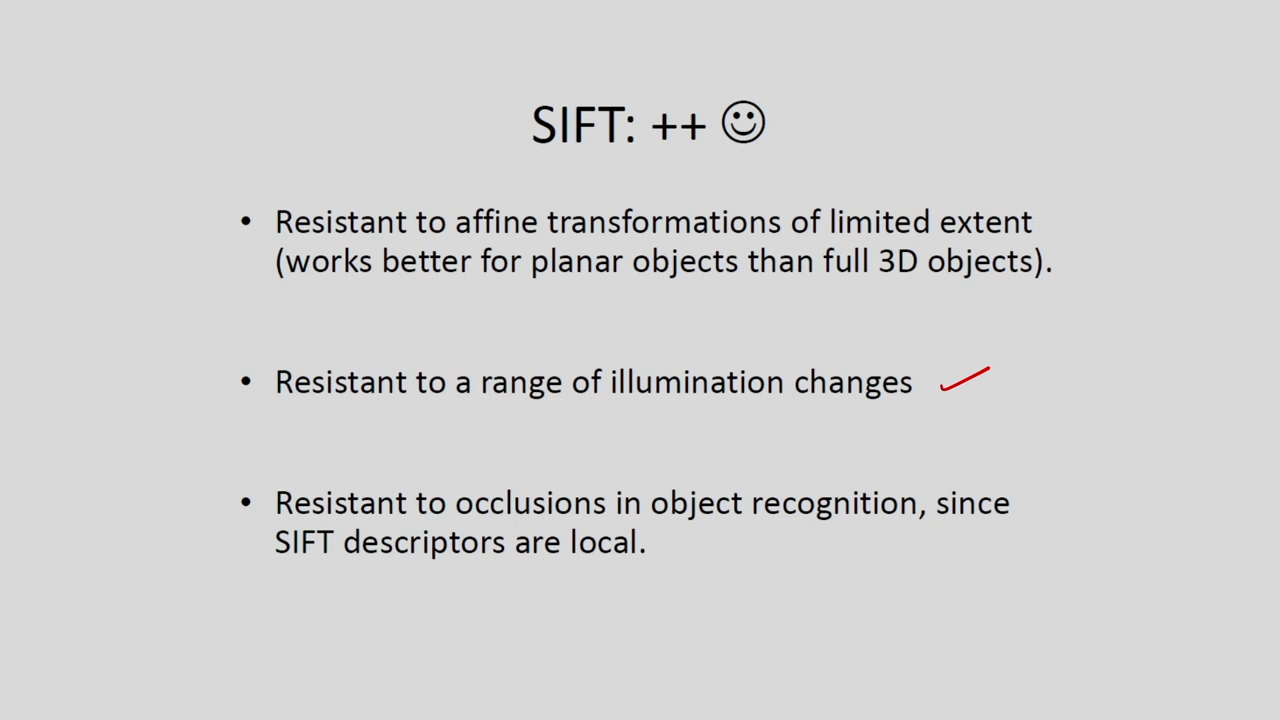 SIFT: ++ ☺
• Resistant to affine transformations of limited extent
(works better for planar objects than full 3D objects).
• Resistant to a range of illumination changes
• Resistant to occlusions in object recognition, since
SIFT descriptors are local.